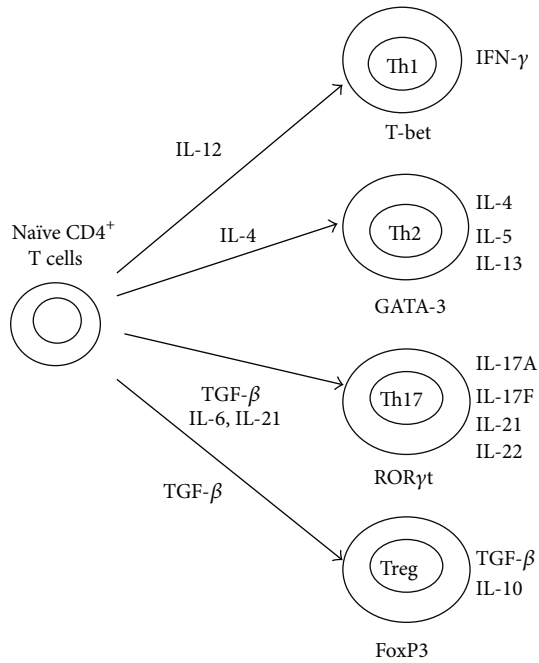 Th1
IFN-γ
T-bet
IL-12
Naïve CD4⁺
T cells
IL-4
Th2
IL-4
IL-5
IL-13
GATA-3
TGF-β
IL-6, IL-21
Th17
IL-17A
IL-17F
IL-21
IL-22
RORγt
TGF-β
Treg
TGF-β
IL-10
FoxP3